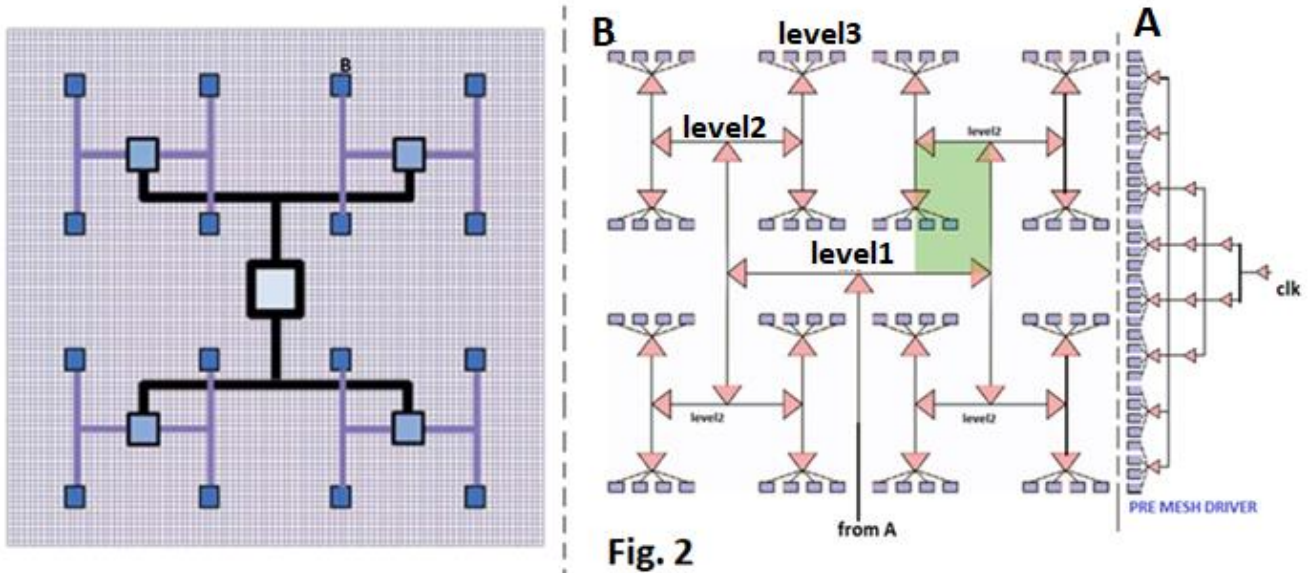 B
B
level3
A
level2
level2
level1
clk
level2
level2
PRE MESH DRIVER
from A
Fig. 2